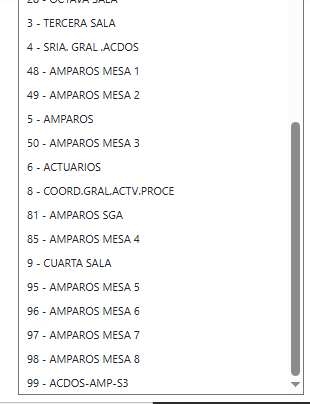 28 - OCTAVA SALA
3 - TERCERA SALA
4 - SRIA. GRAL .ACDOS
48 - AMPAROS MESA 1
49 - AMPAROS MESA 2
5 - AMPAROS
50 - AMPAROS MESA 3
6 - ACTUARIOS
8 - COORD.GRAL.ACTV.PROCE
81 - AMPAROS SGA
85 - AMPAROS MESA 4
9 - CUARTA SALA
95 - AMPAROS MESA 5
96 - AMPAROS MESA 6
97 - AMPAROS MESA 7
98 - AMPAROS MESA 8
99 - ACDOS-AMP-S3